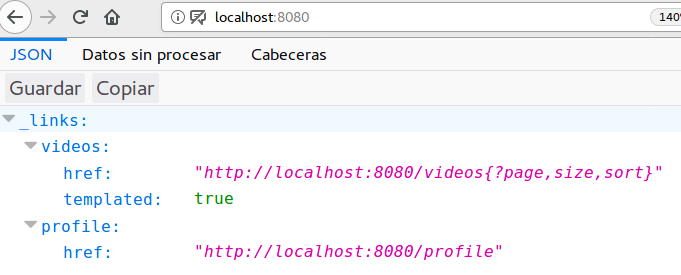 localhost:8080
140%
JSON Datos sin procesar Cabeceras
Guardar Copiar
_links:
videos:
href: "http://localhost:8080/videos{?page,size,sort}"
templated: true
profile:
href: "http://localhost:8080/profile"